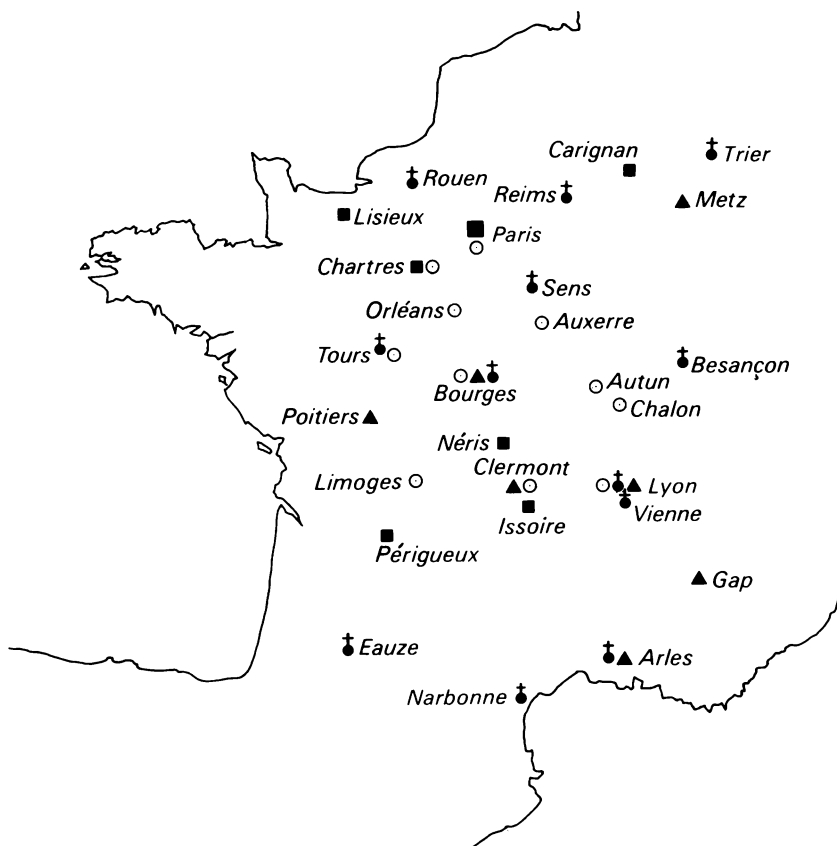 Carignan
Trier
Rouen
Reims
Metz
Lisieux
Paris
Chartres
Sens
Orléans
Auxerre
Tours
Besançon
Bourges
Autun
Chalon
Poitiers
Néris
Clermont
Limoges
Lyon
Vienne
Issoire
Périgueux
Gap
Eauze
Arles
Narbonne